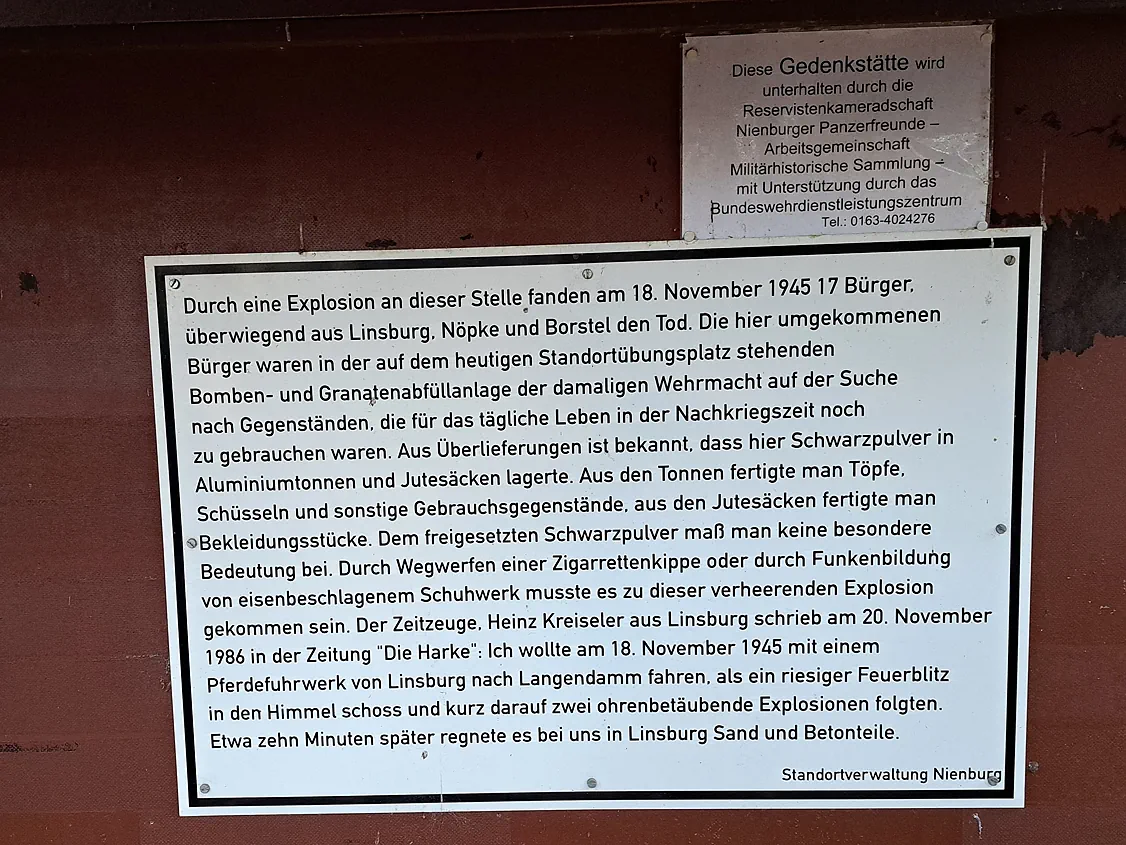 Diese Gedenkstätte wird
unterhalten durch die
Reservistenkameradschaft
Nienburger Panzerfreunde –
Arbeitsgemeinschaft
Militärhistorische Sammlung –
mit Unterstützung durch das
Bundeswehrdienstleistungszentrum
Tel.: 0163-4024276
Durch eine Explosion an dieser Stelle fanden am 18. November 1945 17 Bürger,
überwiegend aus Linsburg, Nöpke und Borstel den Tod. Die hier umgekommenen
Bürger waren in der auf dem heutigen Standortübungsplatz stehenden
Bomben- und Granatenabfüllanlage der damaligen Wehrmacht auf der Suche
nach Gegenständen, die für das tägliche Leben in der Nachkriegszeit noch
zu gebrauchen waren. Aus Überlieferungen ist bekannt, dass hier Schwarzpulver in
Aluminiumtonnen und Jutesäcken lagerte. Aus den Tonnen fertigte man Töpfe,
Schüsseln und sonstige Gebrauchsgegenstände, aus den Jutesäcken fertigte man
Bekleidungsstücke. Dem freigesetzten Schwarzpulver maß man keine besondere
Bedeutung bei. Durch Wegwerfen einer Zigarrettenkippe oder durch Funkenbildung
von eisenbeschlagenem Schuhwerk musste es zu dieser verheerenden Explosion
gekommen sein. Der Zeitzeuge, Heinz Kreiseler aus Linsburg schrieb am 20. November
1986 in der Zeitung "Die Harke": Ich wollte am 18. November 1945 mit einem
Pferdefuhrwerk von Linsburg nach Langendamm fahren, als ein riesiger Feuerblitz
in den Himmel schoss und kurz darauf zwei ohrenbetäubende Explosionen folgten.
Etwa zehn Minuten später regnete es bei uns in Linsburg Sand und Betonteile.
Standortverwaltung Nienburg